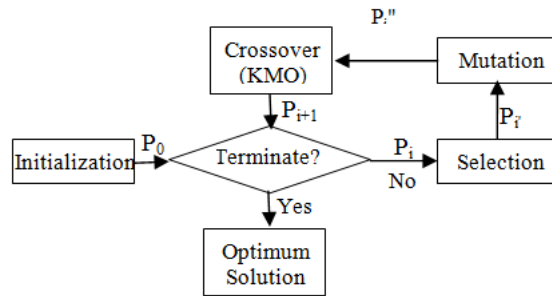 Pᵢ"
Crossover
(KMO)
Mutation
Pᵢ₊₁
Pᵢ'
Initialization
P₀
Terminate?
Pᵢ
No
Selection
Yes
Optimum
Solution